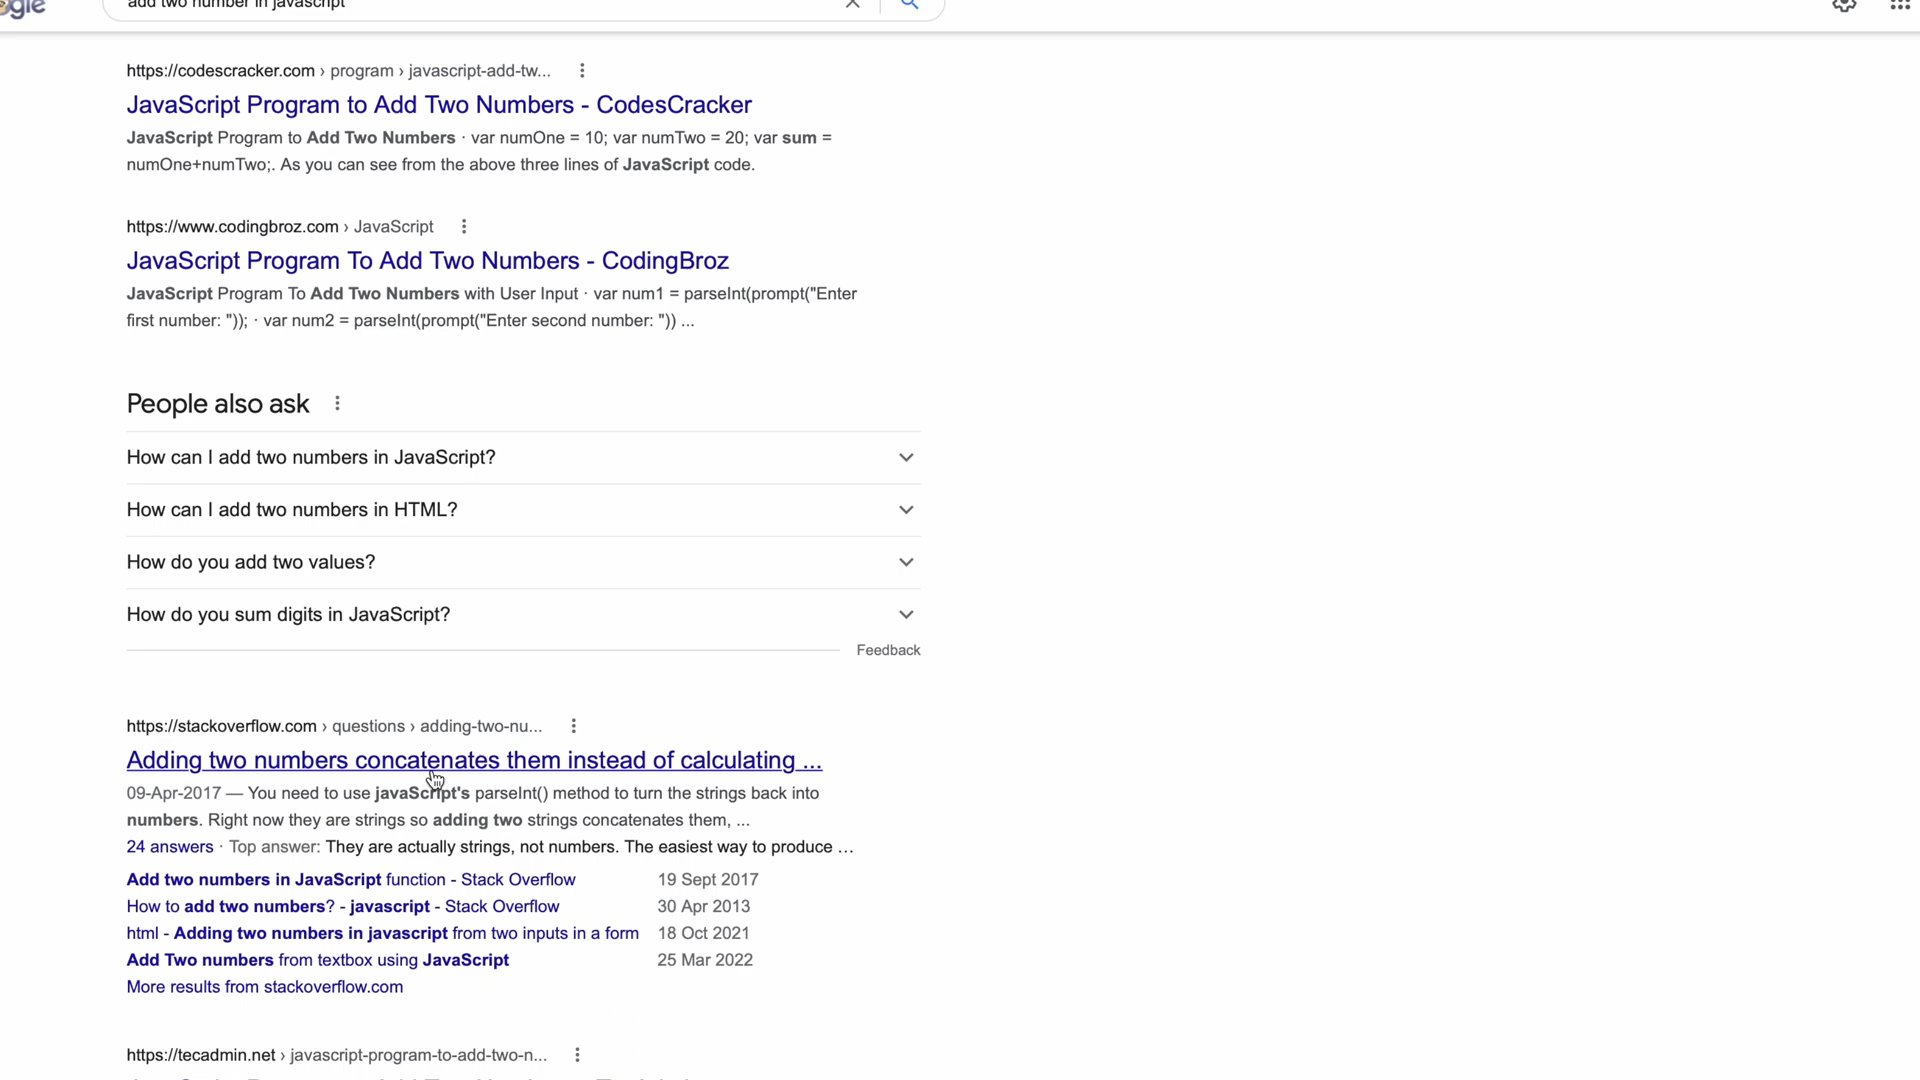 add two number in javascript
https://codescracker.com › program › javascript-add-tw...
JavaScript Program to Add Two Numbers - CodesCracker
JavaScript Program to Add Two Numbers · var numOne = 10; var numTwo = 20; var sum =
numOne+numTwo;. As you can see from the above three lines of JavaScript code.
https://www.codingbroz.com › JavaScript
JavaScript Program To Add Two Numbers - CodingBroz
JavaScript Program To Add Two Numbers with User Input · var num1 = parseInt(prompt("Enter
first number: ")); · var num2 = parseInt(prompt("Enter second number: ")) ...
People also ask
How can I add two numbers in JavaScript?
How can I add two numbers in HTML?
How do you add two values?
How do you sum digits in JavaScript?
Feedback
https://stackoverflow.com › questions › adding-two-nu...
Adding two numbers concatenates them instead of calculating ...
09-Apr-2017 — You need to use javaScript's parseInt() method to turn the strings back into
numbers. Right now they are strings so adding two strings concatenates them, ...
24 answers · Top answer: They are actually strings, not numbers. The easiest way to produce ...
Add two numbers in JavaScript function - Stack Overflow 19 Sept 2017
How to add two numbers? - javascript - Stack Overflow 30 Apr 2013
html - Adding two numbers in javascript from two inputs in a form 18 Oct 2021
Add Two numbers from textbox using JavaScript 25 Mar 2022
More results from stackoverflow.com
https://tecadmin.net › javascript-program-to-add-two-n...